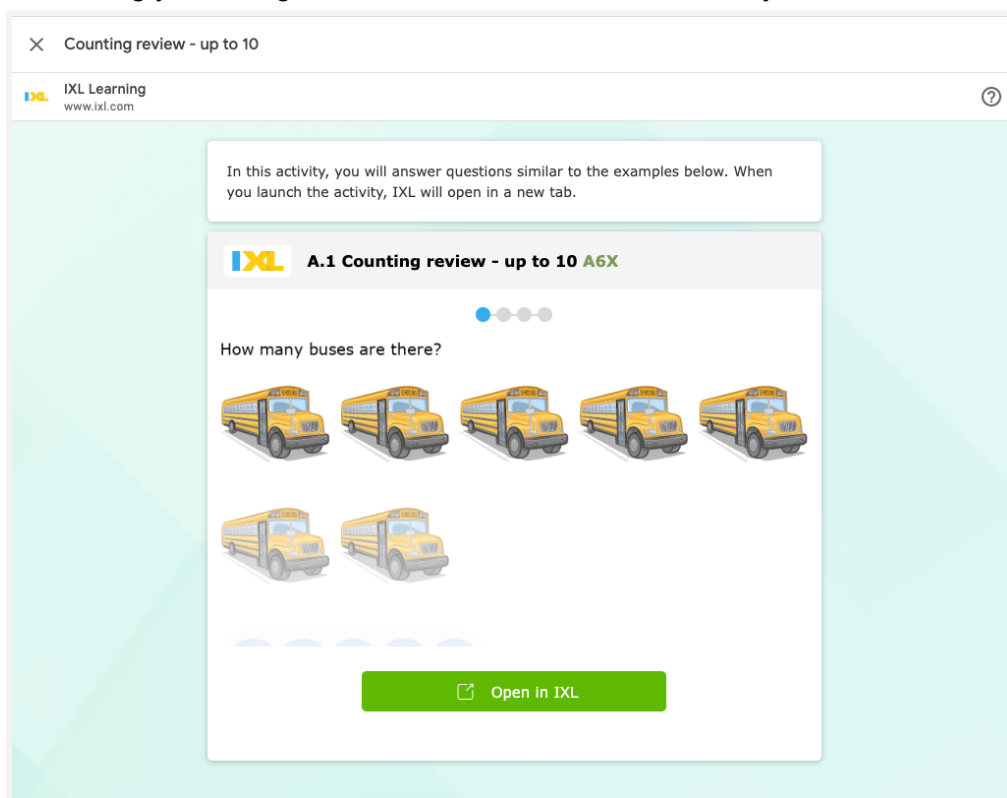 Counting review - up to 10
IXL Learning
www.ixl.com
In this activity, you will answer questions similar to the examples below. When
you launch the activity, IXL will open in a new tab.
IXL A.1 Counting review - up to 10 A6X
How many buses are there?
Open in IXL